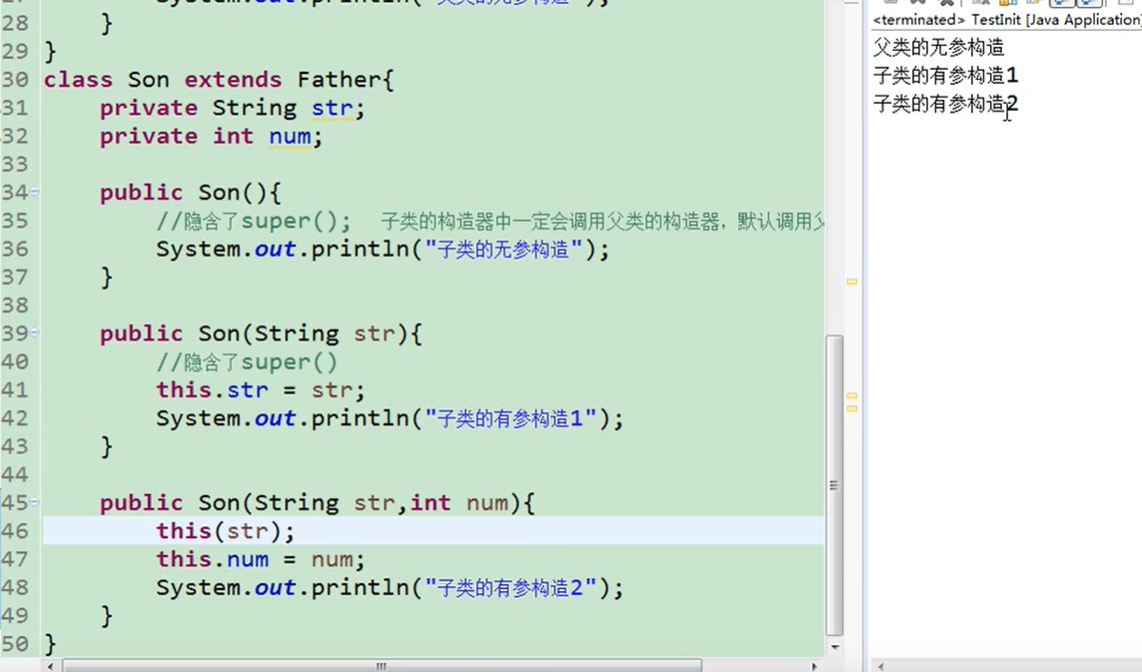 28 }
29 }
30 class Son extends Father{
31 private String str;
32 private int num;
33
34 public Son(){
35 //隐含了super(); 子类的构造器中一定会调用父类的构造器，默认调用
36 System.out.println("子类的无参构造");
37 }
38
39 public Son(String str){
40 //隐含了super()
41 this.str = str;
42 System.out.println("子类的有参构造1");
43 }
44
45 public Son(String str,int num){
46 this(str);
47 this.num = num;
48 System.out.println("子类的有参构造2");
49 }
50 }
<terminated> TestInit [Java Application]
父类的无参构造
子类的有参构造1
子类的有参构造2